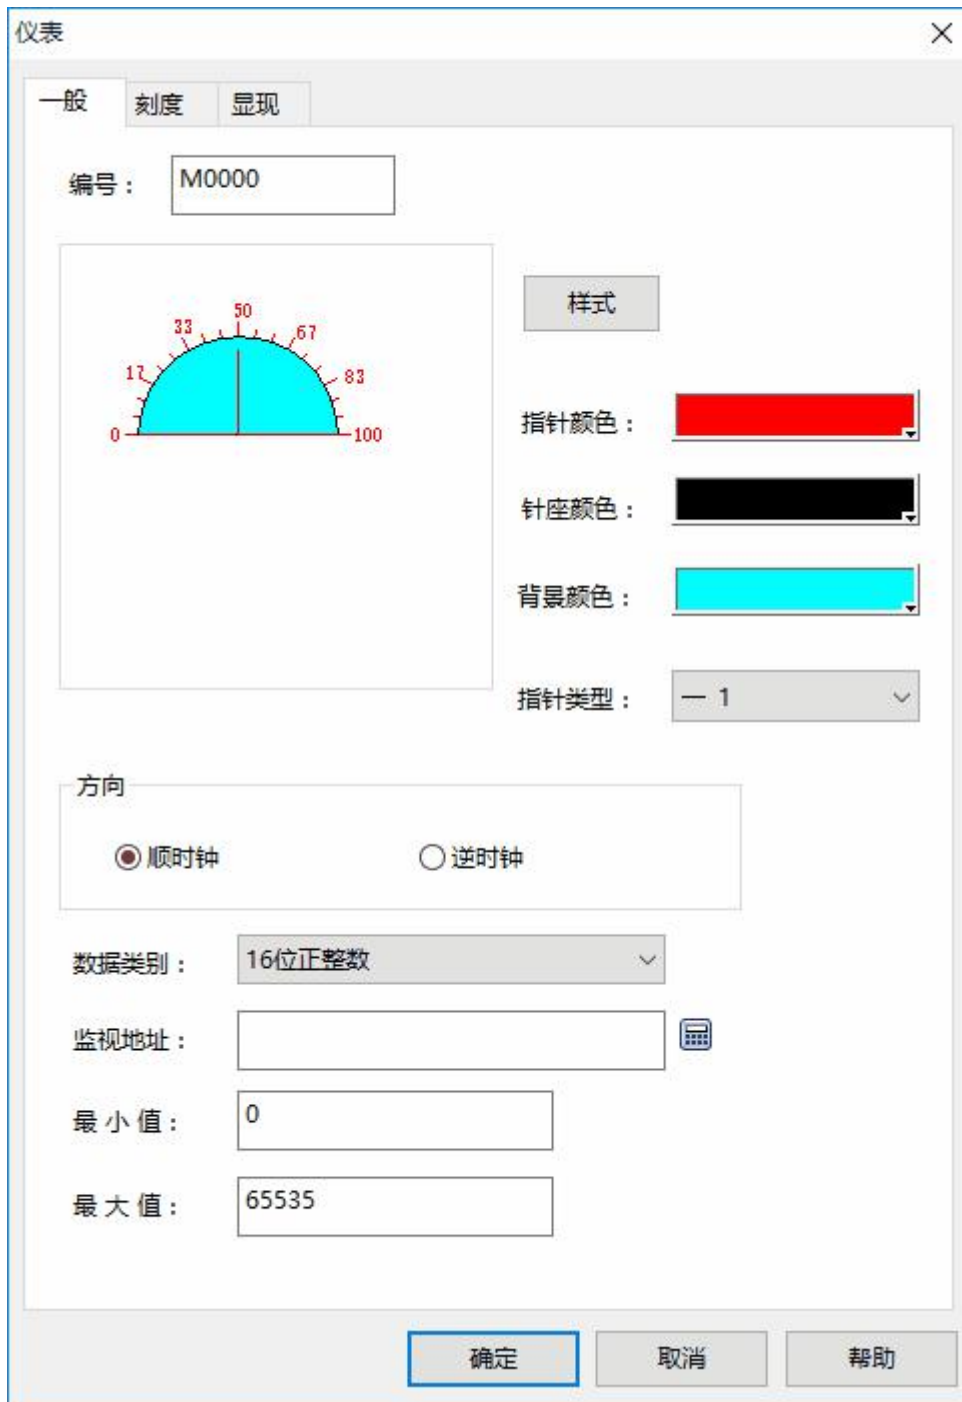 仪表
一般 刻度 显现
编号： M0000
样式
50
33 67
17 83
0 100
指针颜色：
针座颜色：
背景颜色：
指针类型： 一 1
方向
顺时钟 逆时钟
数据类别： 16位正整数
监视地址：
最小值： 0
最大值： 65535
确定 取消 帮助